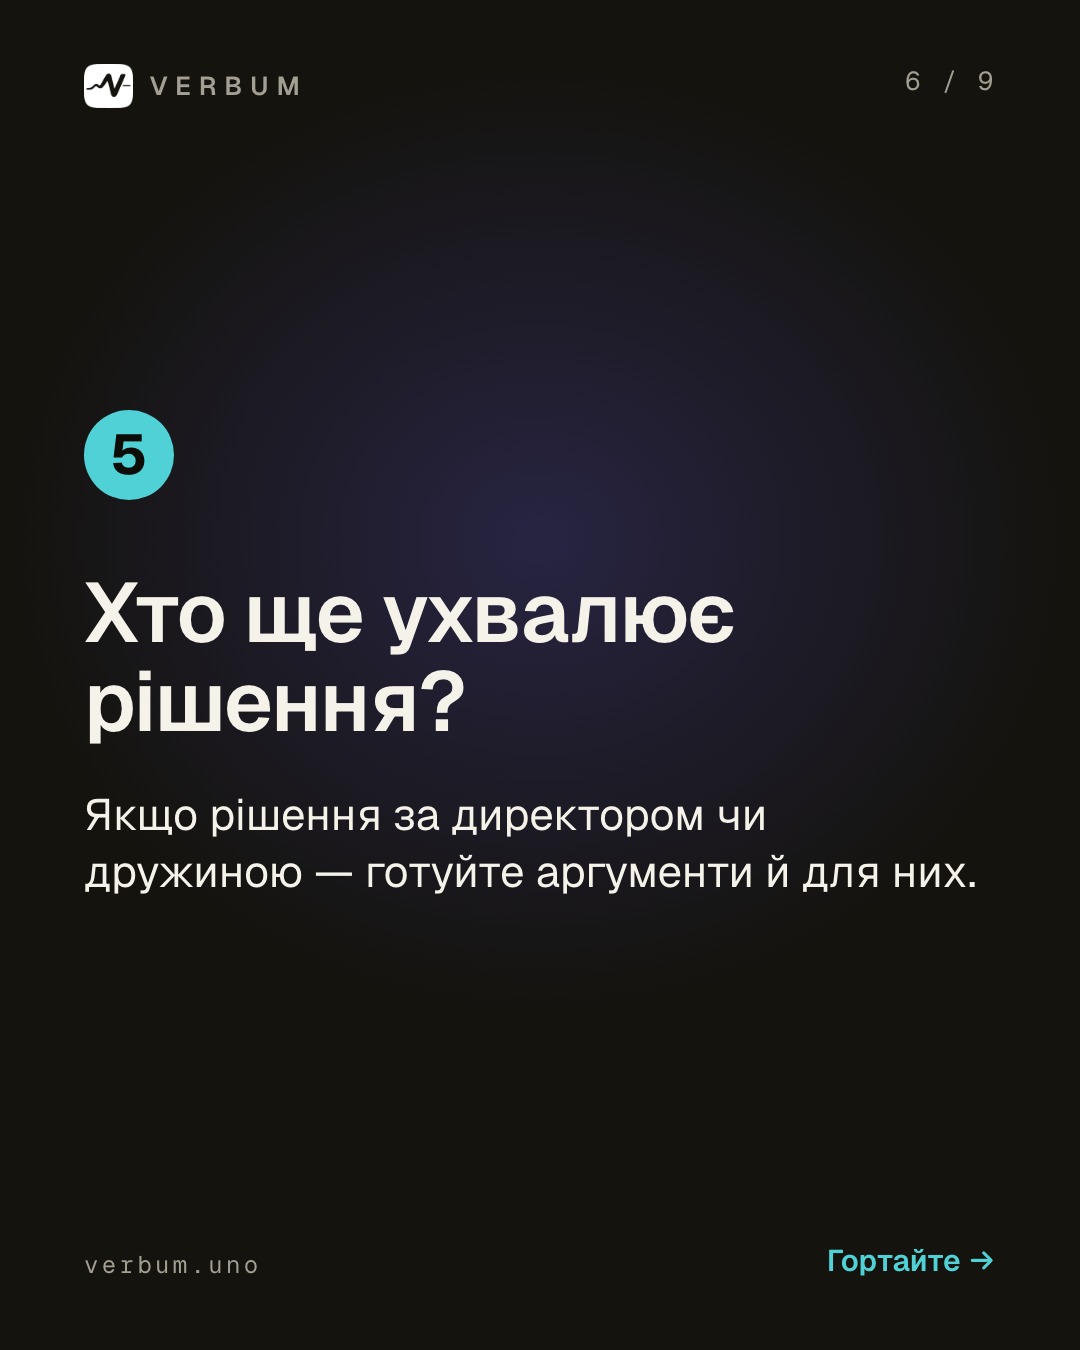 VERBUM
6 / 9
5
Хто ще ухвалює
рішення?
Якщо рішення за директором чи
дружиною — готуйте аргументи й для них.
verbum.uno
Гортайте →